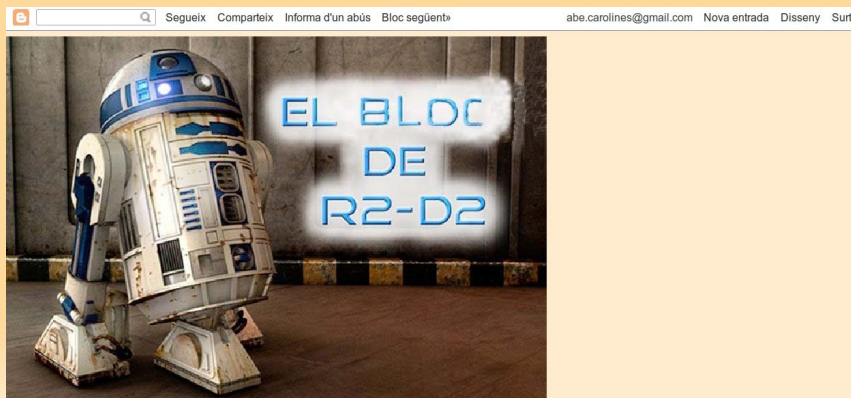 Segueix Comparteix Informa d'un abús Bloc següent» abe.carolines@gmail.com Nova entrada Disseny Surt
EL BLOC
DE
R2-D2